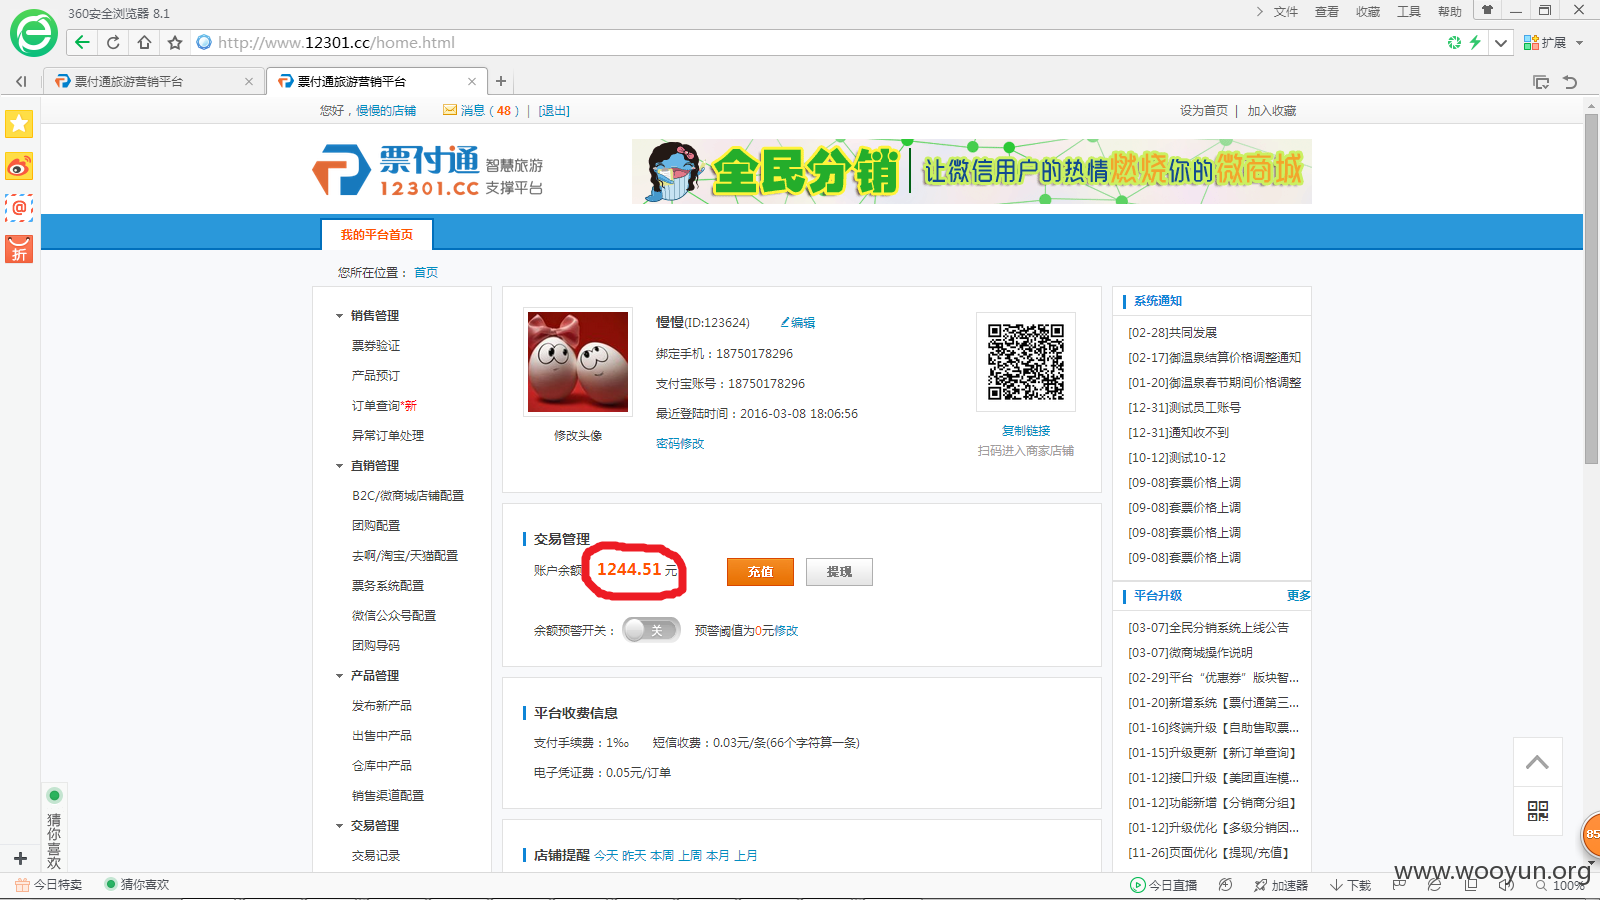 360安全浏览器 8.1
文件 查看 收藏 工具 帮助
http://www.12301.cc/home.html
扩展
票付通旅游营销平台
票付通旅游营销平台
您好，慢慢的店铺 消息（48）| [退出]
设为首页 | 加入收藏
票付通
12301.CC
智慧旅游
支撑平台
全民分销
让微信用户的热情燃烧你的微商城
我的平台首页
您所在位置： 首页
销售管理
票券验证
产品预订
订单查询*新
异常订单处理
直销管理
B2C/微商城店铺配置
团购配置
去啊/淘宝/天猫配置
票务系统配置
微信公众号配置
团购导码
产品管理
发布新产品
出售中产品
仓库中产品
销售渠道配置
交易管理
交易记录
修改头像
慢慢(ID:123624) 编辑
绑定手机：18750178296
支付宝账号：18750178296
最近登陆时间：2016-03-08 18:06:56
密码修改
复制链接
扫码进入商家店铺
交易管理
账户余额 1244.51 元 充值 提现
余额预警开关： 关 预警阈值为0元修改
平台收费信息
支付手续费：1‰ 短信收费：0.03元/条(66个字符算一条)
电子凭证费：0.05元/订单
店铺提醒 今天 昨天 本周 上周 本月 上月
系统通知
[02-28]共同发展
[02-17]御温泉结算价格调整通知
[01-20]御温泉春节期间价格调整
[12-31]测试员工账号
[12-31]通知收不到
[10-12]测试10-12
[09-08]套票价格上调
[09-08]套票价格上调
[09-08]套票价格上调
[09-08]套票价格上调
平台升级 更多
[03-07]全民分销系统上线公告
[03-07]微商城操作说明
[02-29]平台“优惠券”版块智...
[01-20]新增系统【票付通第三...
[01-16]终端升级【自助售取票...
[01-15]升级更新【新订单查询】
[01-12]接口升级【美团直连模...
[01-12]功能新增【分销商分组】
[01-12]升级优化【多级分销因...
[11-26]页面优化【提现/充值】
折
猜你喜欢
85
今日特卖 猜你喜欢
今日直播 加速器 下载 100%
www.wooyun.org